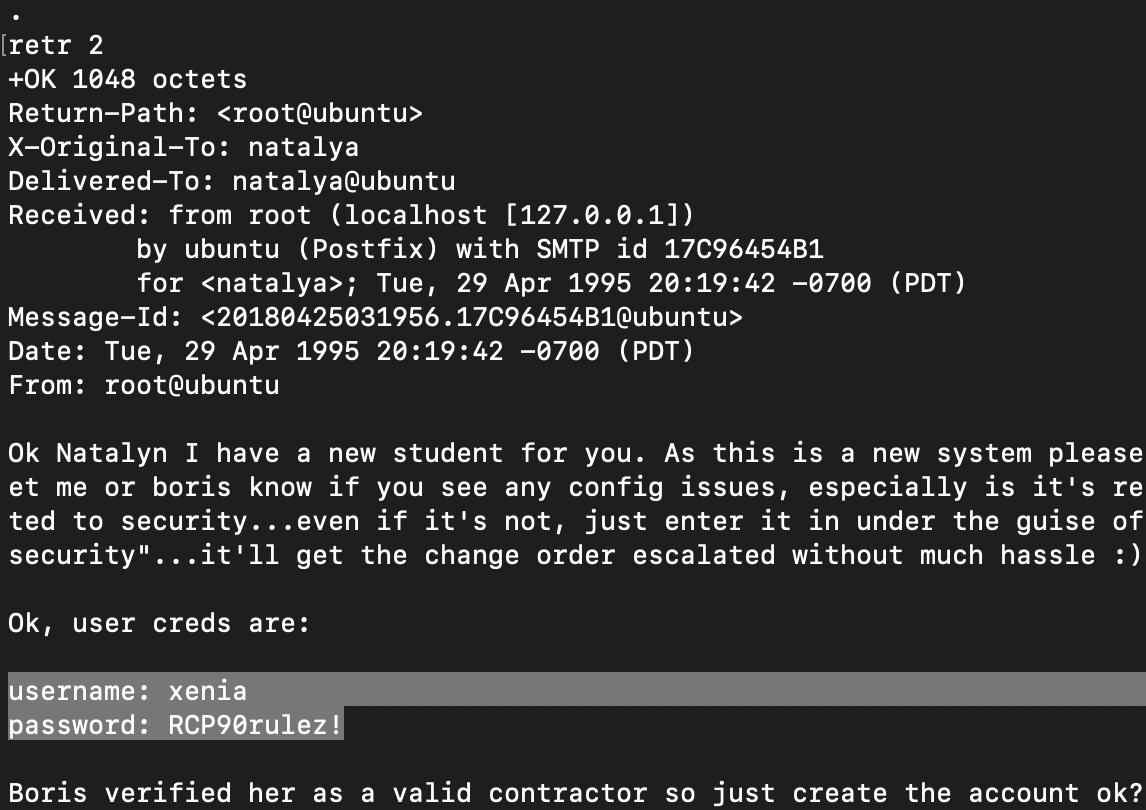 .
retr 2
+OK 1048 octets
Return-Path: <root@ubuntu>
X-Original-To: natalya
Delivered-To: natalya@ubuntu
Received: from root (localhost [127.0.0.1])
by ubuntu (Postfix) with SMTP id 17C96454B1
for <natalya>; Tue, 29 Apr 1995 20:19:42 -0700 (PDT)
Message-Id: <20180425031956.17C96454B1@ubuntu>
Date: Tue, 29 Apr 1995 20:19:42 -0700 (PDT)
From: root@ubuntu

Ok Natalyn I have a new student for you. As this is a new system please
et me or boris know if you see any config issues, especially is it's re
ted to security...even if it's not, just enter it in under the guise of
security"...it'll get the change order escalated without much hassle :)

Ok, user creds are:

username: xenia
password: RCP90rulez!

Boris verified her as a valid contractor so just create the account ok?